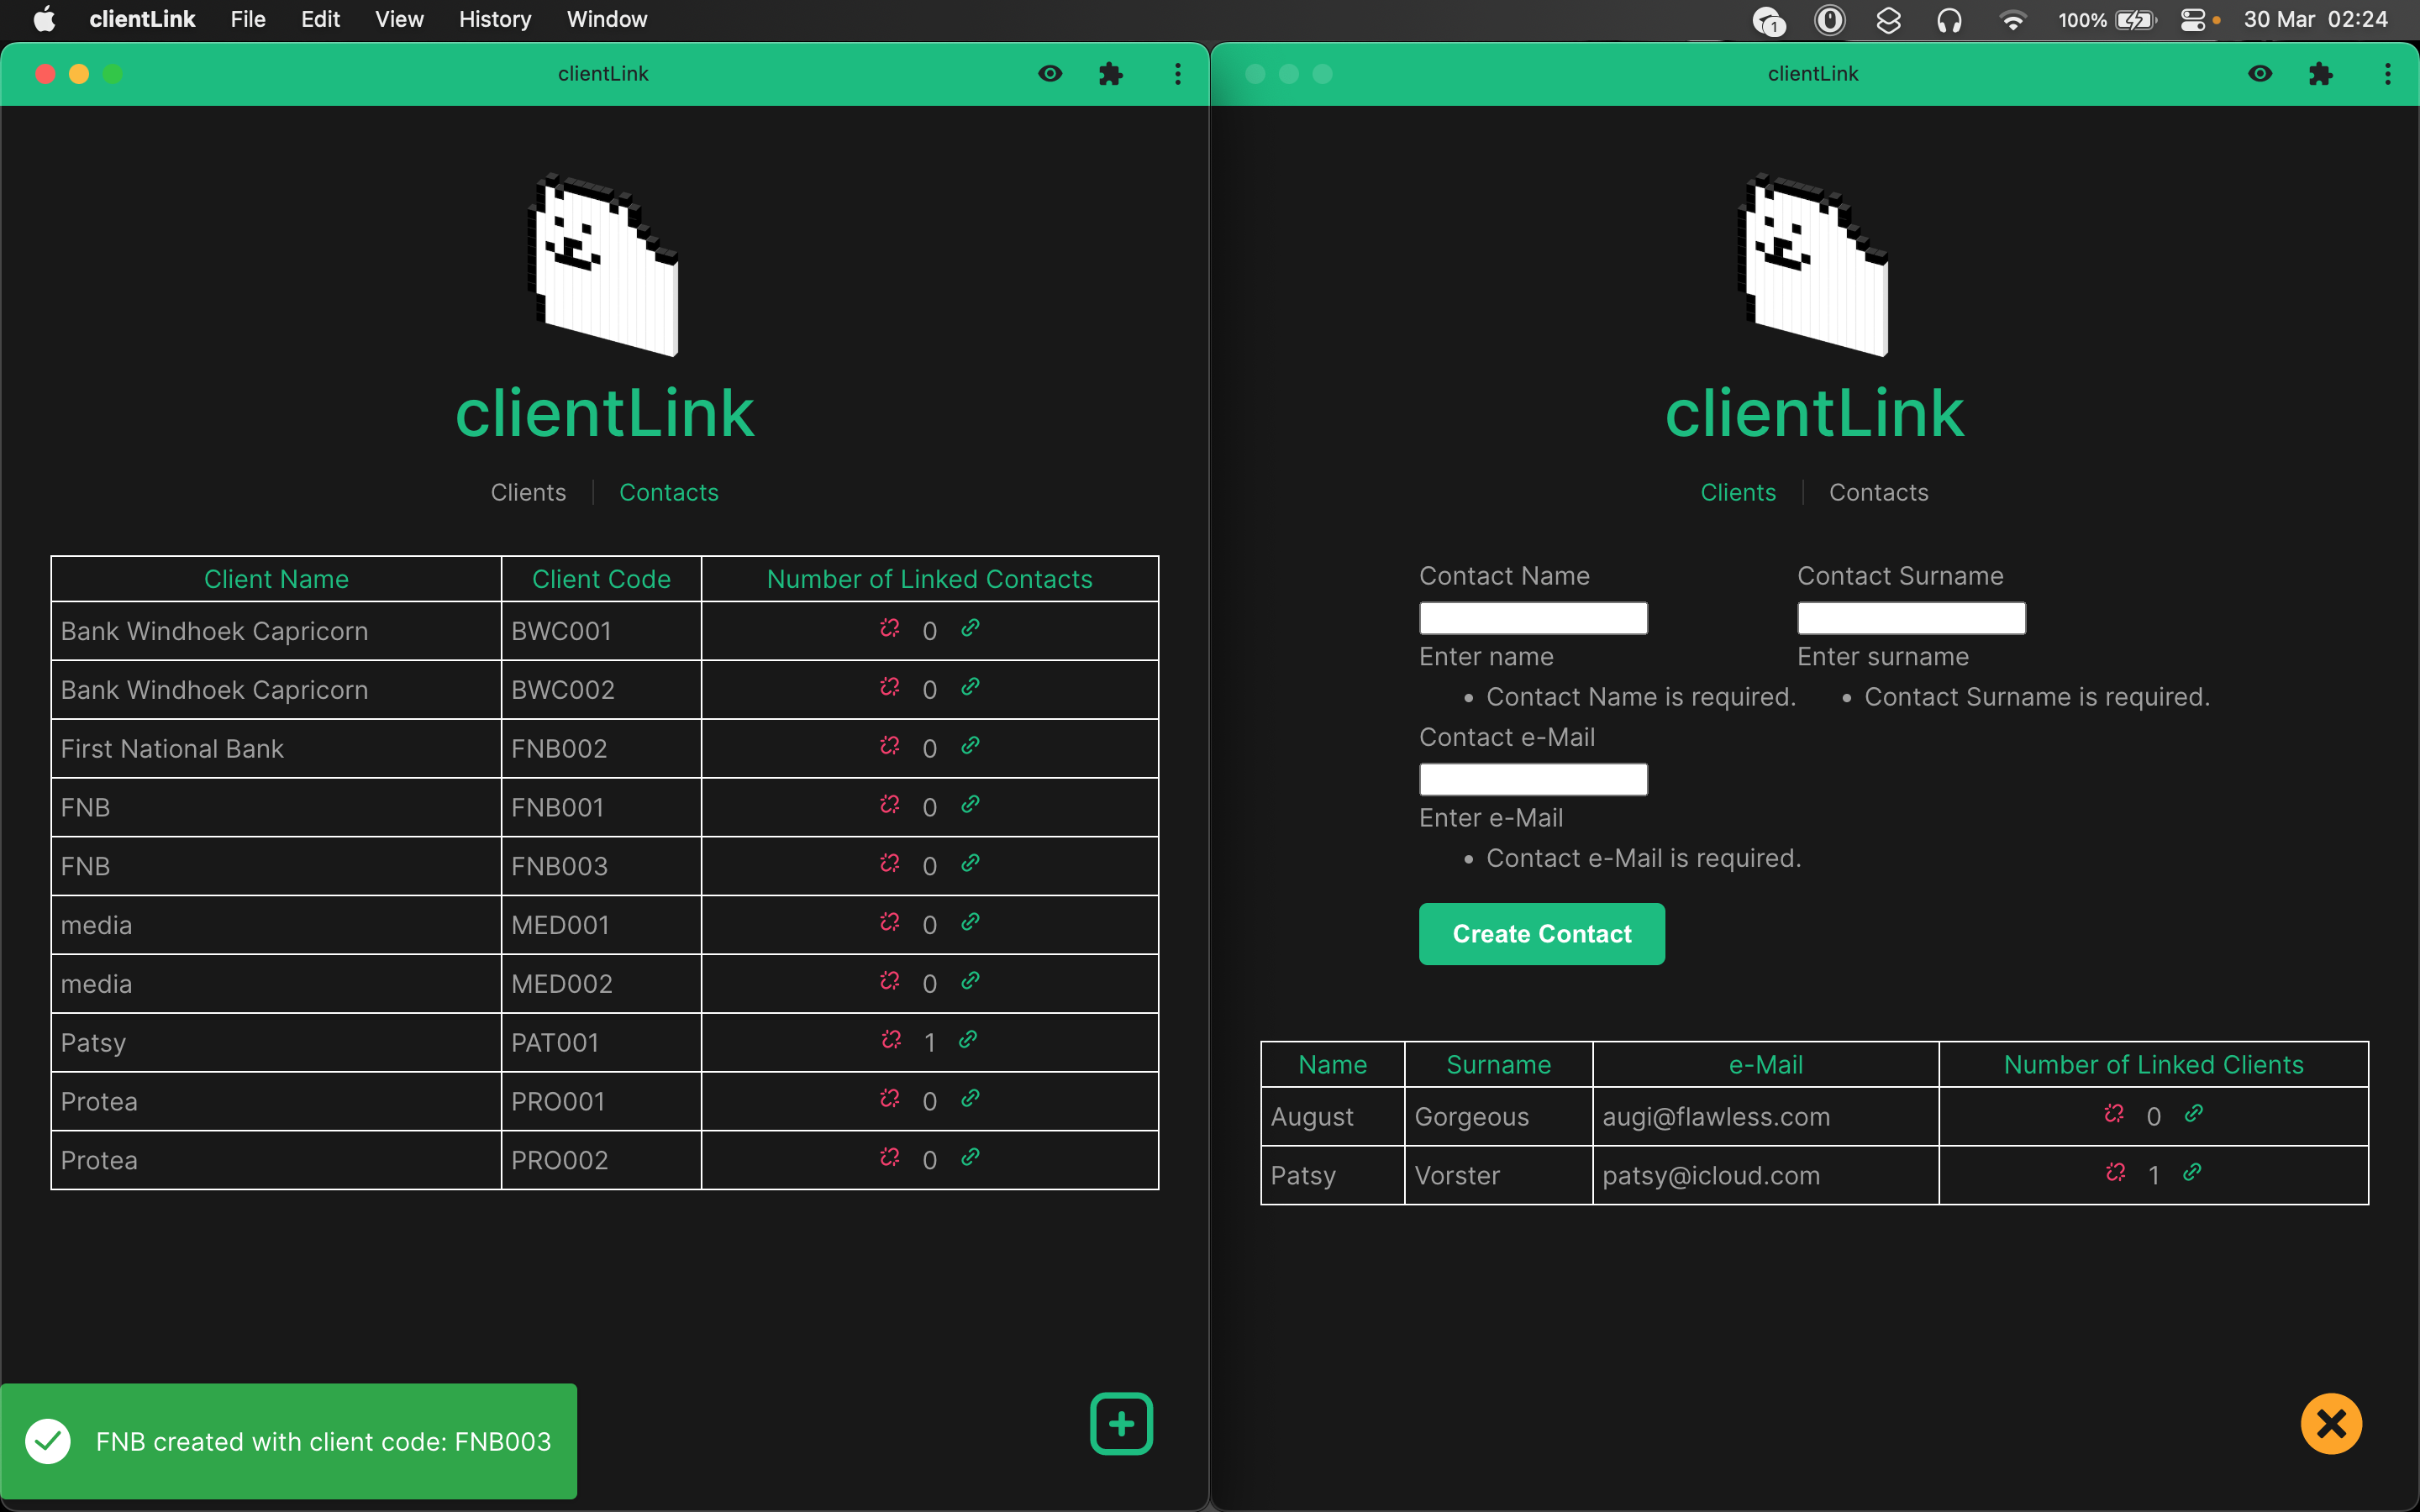 clientLink File Edit View History Window 1 100% 30 Mar 02:24
clientLink
clientLink
Clients Contacts
Client Name Client Code Number of Linked Contacts
Bank Windhoek Capricorn BWC001 0
Bank Windhoek Capricorn BWC002 0
First National Bank FNB002 0
FNB FNB001 0
FNB FNB003 0
media MED001 0
media MED002 0
Patsy PAT001 1
Protea PRO001 0
Protea PRO002 0
FNB created with client code: FNB003
clientLink
clientLink
Clients Contacts
Contact Name Contact Surname
Enter name Enter surname
• Contact Name is required. • Contact Surname is required.
Contact e-Mail
Enter e-Mail
• Contact e-Mail is required.
Create Contact
Name Surname e-Mail Number of Linked Clients
August Gorgeous augi@flawless.com 0
Patsy Vorster patsy@icloud.com 1